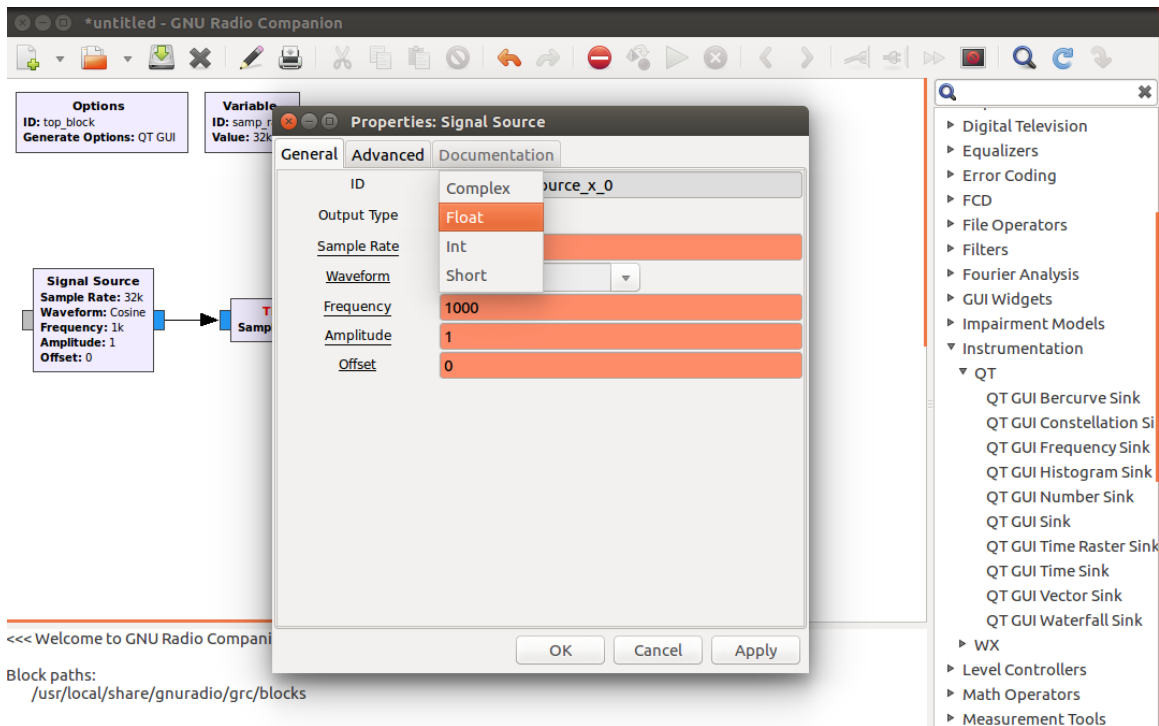 *untitled - GNU Radio Companion
Options
ID: top_block
Generate Options: QT GUI
Variable
ID: samp_r
Value: 32k
Signal Source
Sample Rate: 32k
Waveform: Cosine
Frequency: 1k
Amplitude: 1
Offset: 0
T
Samp
Properties: Signal Source
General Advanced Documentation
ID ource_x_0
Output Type
Complex
Float
Int
Short
Sample Rate
Waveform
Frequency 1000
Amplitude 1
Offset 0
OK Cancel Apply
<<< Welcome to GNU Radio Compani
Block paths:
/usr/local/share/gnuradio/grc/blocks
Digital Television
Equalizers
Error Coding
FCD
File Operators
Filters
Fourier Analysis
GUI Widgets
Impairment Models
Instrumentation
QT
QT GUI Bercurve Sink
QT GUI Constellation Si
QT GUI Frequency Sink
QT GUI Histogram Sink
QT GUI Number Sink
QT GUI Sink
QT GUI Time Raster Sink
QT GUI Time Sink
QT GUI Vector Sink
QT GUI Waterfall Sink
WX
Level Controllers
Math Operators
Measurement Tools